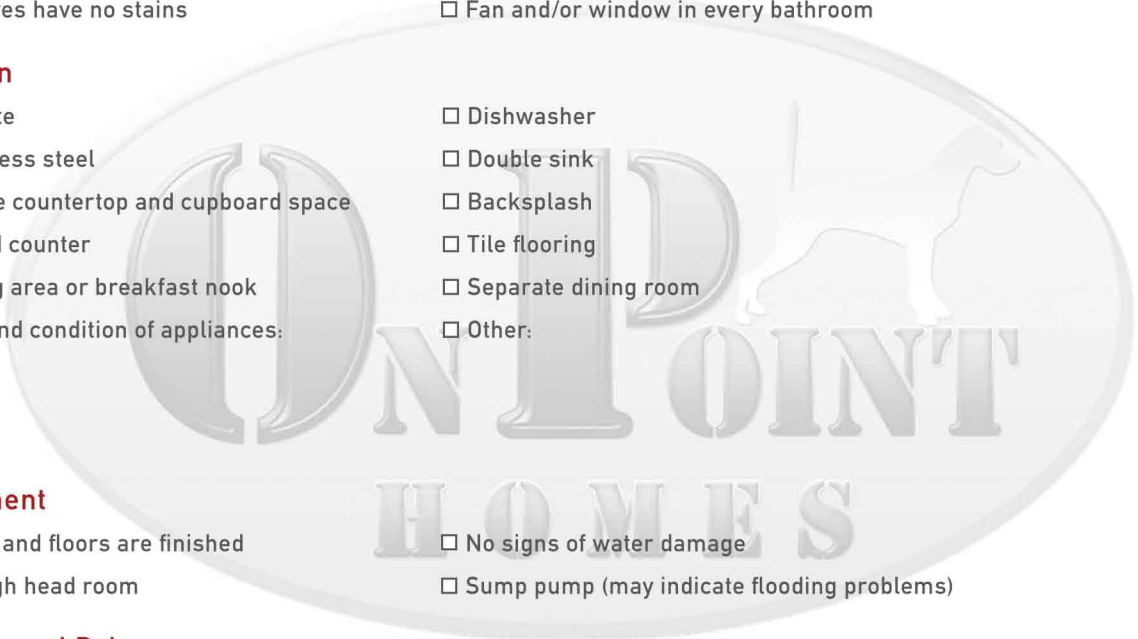 es have no stains
☐ Fan and/or window in every bathroom
n
te
☐ Dishwasher
ess steel
☐ Double sink
e countertop and cupboard space
☐ Backsplash
d counter
☐ Tile flooring
g area or breakfast nook
☐ Separate dining room
nd condition of appliances:
☐ Other:
ON POINT
HOMES
ent
and floors are finished
☐ No signs of water damage
gh head room
☐ Sump pump (may indicate flooding problems)